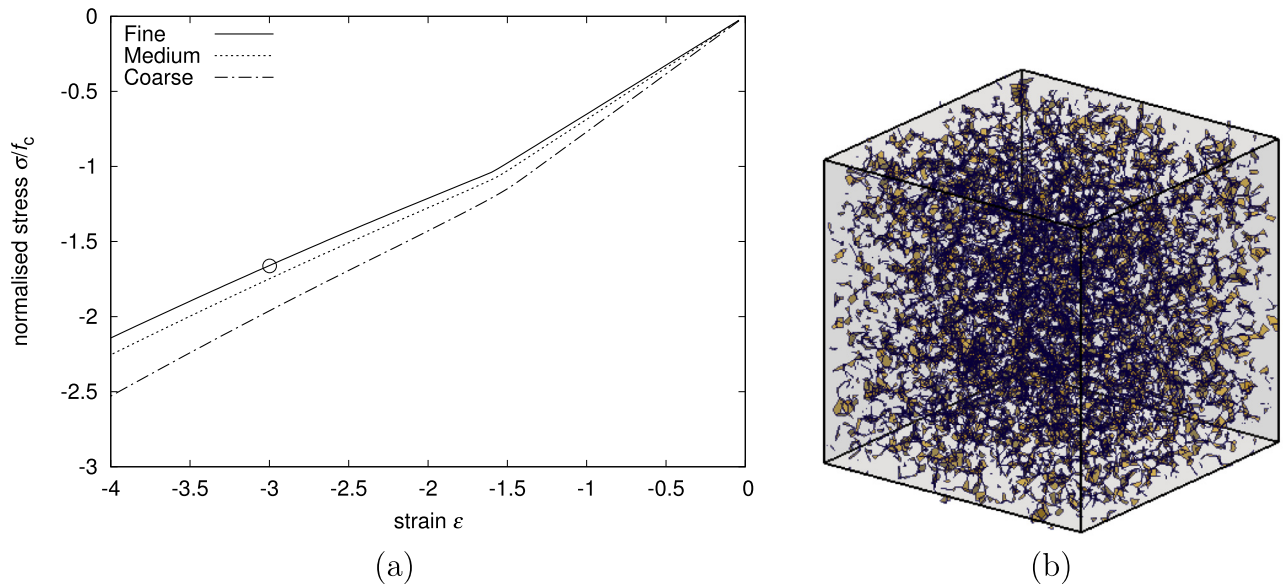 0
-0.5
-1
-1.5
-2
-2.5
-3
Fine
Medium
Coarse
normalised stress σ/fc
-4 -3.5 -3 -2.5 -2 -1.5 -1 -0.5 0
strain ε
(a)
(b)